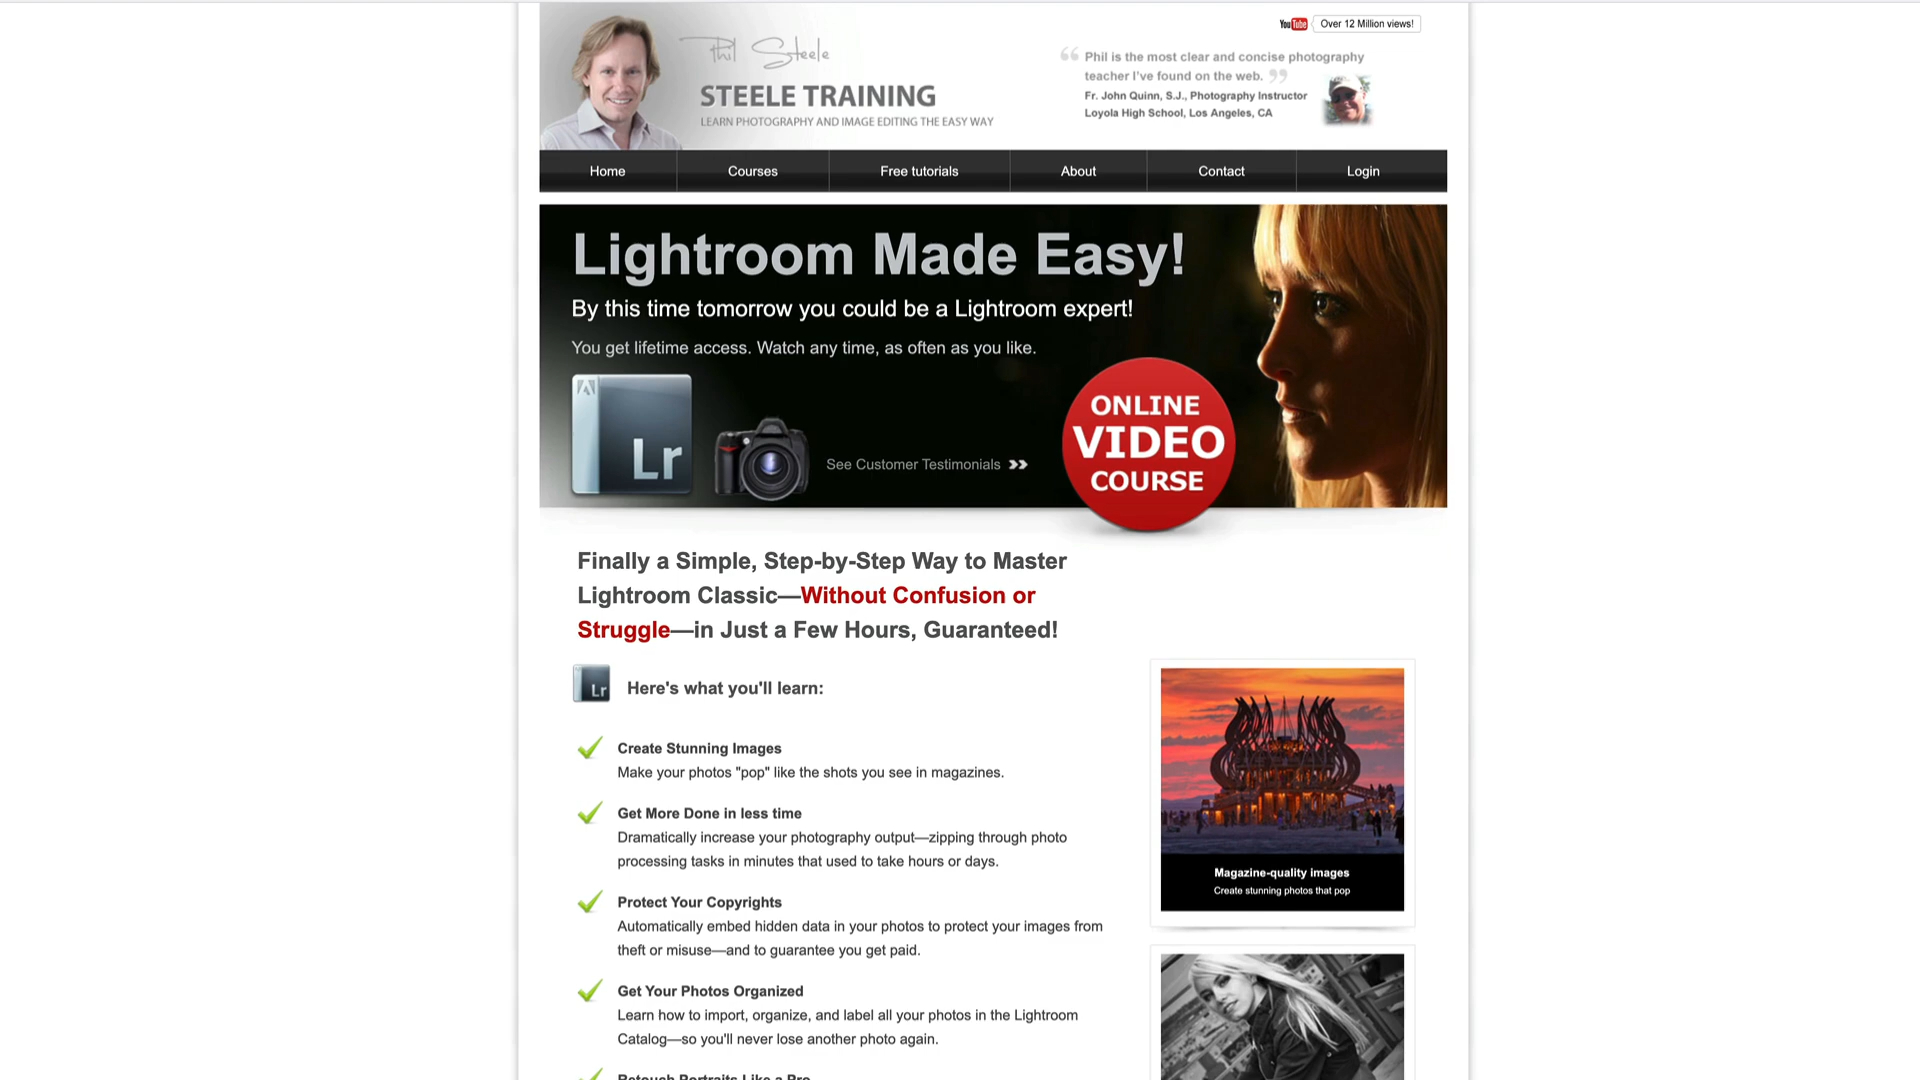 You Tube Over 12 Million views!
Phil Steele
STEELE TRAINING
LEARN PHOTOGRAPHY AND IMAGE EDITING THE EASY WAY
“ Phil is the most clear and concise photography
teacher I've found on the web. ”
Fr. John Quinn, S.J., Photography Instructor
Loyola High School, Los Angeles, CA
Home Courses Free tutorials About Contact Login
Lightroom Made Easy!
By this time tomorrow you could be a Lightroom expert!
You get lifetime access. Watch any time, as often as you like.
Lr
See Customer Testimonials
ONLINE
VIDEO
COURSE
Finally a Simple, Step-by-Step Way to Master
Lightroom Classic—Without Confusion or
Struggle—in Just a Few Hours, Guaranteed!
Lr Here's what you'll learn:
Create Stunning Images
Make your photos "pop" like the shots you see in magazines.
Get More Done in less time
Dramatically increase your photography output—zipping through photo
processing tasks in minutes that used to take hours or days.
Protect Your Copyrights
Automatically embed hidden data in your photos to protect your images from
theft or misuse—and to guarantee you get paid.
Get Your Photos Organized
Learn how to import, organize, and label all your photos in the Lightroom
Catalog—so you'll never lose another photo again.
Retouch Portraits Like a Pro
Magazine-quality images
Create stunning photos that pop